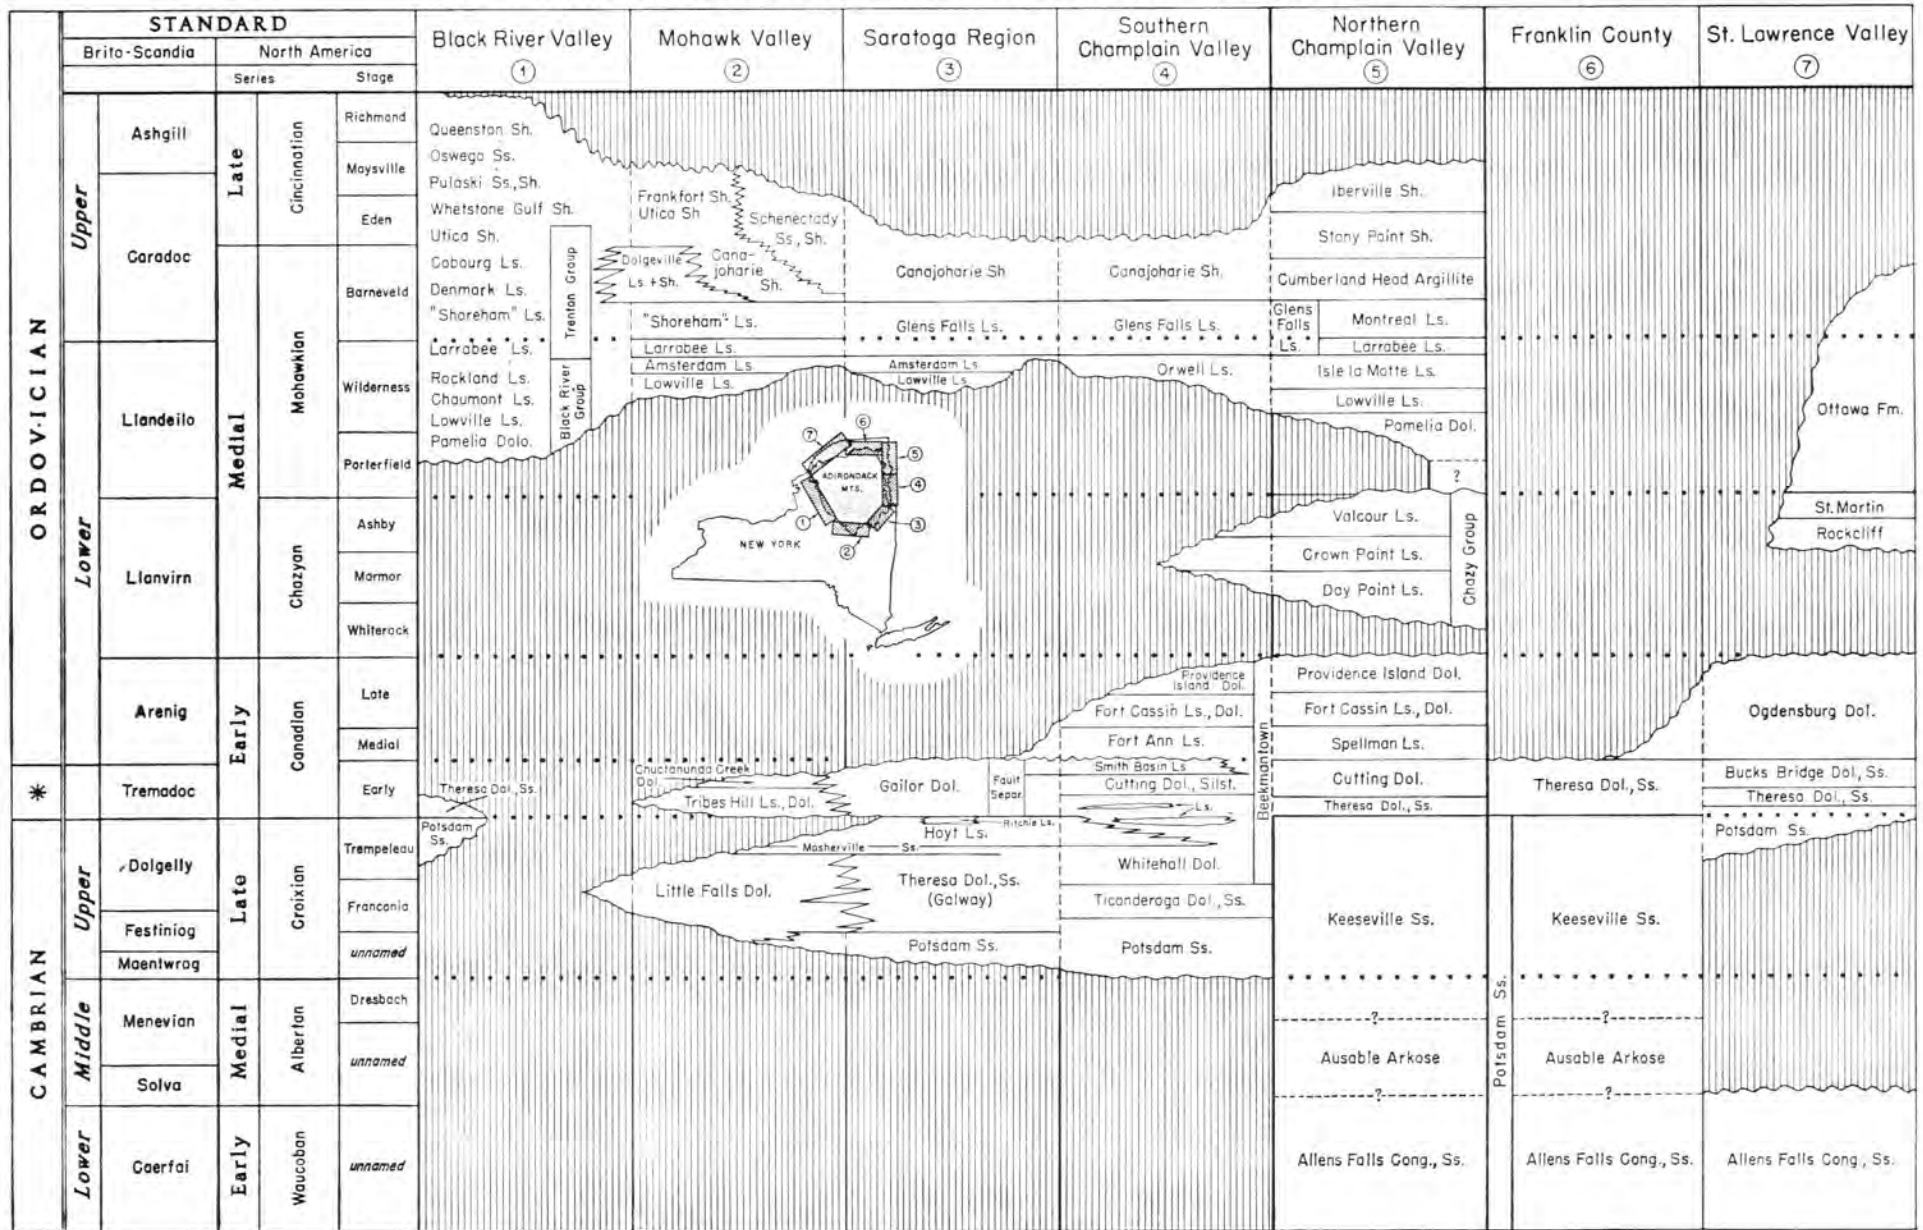 STANDARD
Brito-Scandia
North America
Series
Stage
Black River Valley
1
Mohawk Valley
2
Saratoga Region
3
Southern
Champlain Valley
4
Northern
Champlain Valley
5
Franklin County
6
St. Lawrence Valley
7
ORDOVICIAN
*
CAMBRIAN
Upper
Lower
Upper
Middle
Lower
Ashgill
Caradoc
Llandeilo
Llanvirn
Arenig
Tremadoc
Dolgelly
Festiniog
Maentwrog
Menevian
Solva
Caerfai
Late
Medial
Early
Late
Medial
Early
Cincinnatian
Mohawkian
Chazyan
Canadian
Croixian
Albertan
Waucoban
Richmond
Maysville
Eden
Barneveld
Wilderness
Porterfield
Ashby
Marmor
Whiterock
Late
Medial
Early
Trempeleau
Franconia
unnamed
Dresbach
unnamed
unnamed
Queenston Sh.
Oswego Ss.
Pulaski Ss., Sh.
Whetstone Gulf Sh.
Utica Sh.
Cobourg Ls.
Denmark Ls.
"Shoreham" Ls.
Larrabee Ls.
Rockland Ls.
Chaumont Ls.
Lowville Ls.
Pamelia Dolo.
Trenton Group
Black River
Group
Theresa Dol., Ss.
Potsdam
Ss.
Frankfort Sh.
Utica Sh
Schenectady
Ss., Sh.
Dolgeville
Ls. + Sh.
Cana-
joharie
Sh.
"Shoreham" Ls.
Larrabee Ls.
Amsterdam Ls.
Lowville Ls.
Chuctanunda Creek
Dol.
Tribes Hill Ls., Dol.
Little Falls Dol.
Mosherville Ss.
Canajoharie Sh
Glens Falls Ls.
Amsterdam Ls.
Lowville Ls.
ADIRONDACK
MTS.
NEW YORK
1
2
3
4
5
6
7
Gailor Dol.
Fault
Separ.
Hoyt Ls.
Ritchie Ls.
Theresa Dol., Ss.
(Galway)
Potsdam Ss.
Canajoharie Sh.
Glens Falls Ls.
Orwell Ls.
Providence
Island Dol.
Fort Cassin Ls., Dol.
Fort Ann Ls.
Smith Basin Ls
Cutting Dol., Silst.
Ls.
Whitehall Dol.
Beekmantown
Ticonderoga Dol., Ss.
Potsdam Ss.
Iberville Sh.
Stony Point Sh.
Cumberland Head Argillite
Glens
Falls
Ls.
Montreal Ls.
Larrabee Ls.
Isle la Motte Ls.
Lowville Ls.
Pamelia Dol.
?
Valcour Ls.
Crown Point Ls.
Day Point Ls.
Chazy Group
Providence Island Dol.
Fort Cassin Ls., Dol.
Spellman Ls.
Cutting Dol.
Theresa Dol., Ss.
Keeseville Ss.
?
Ausable Arkose
?
Allens Falls Cong., Ss.
Potsdam Ss.
Theresa Dol., Ss.
Keeseville Ss.
?
Ausable Arkose
?
Allens Falls Cong., Ss.
Ottawa Fm.
St. Martin
Rockcliff
Ogdensburg Dol.
Bucks Bridge Dol., Ss.
Theresa Dol., Ss.
Potsdam Ss.
Allens Falls Cong., Ss.